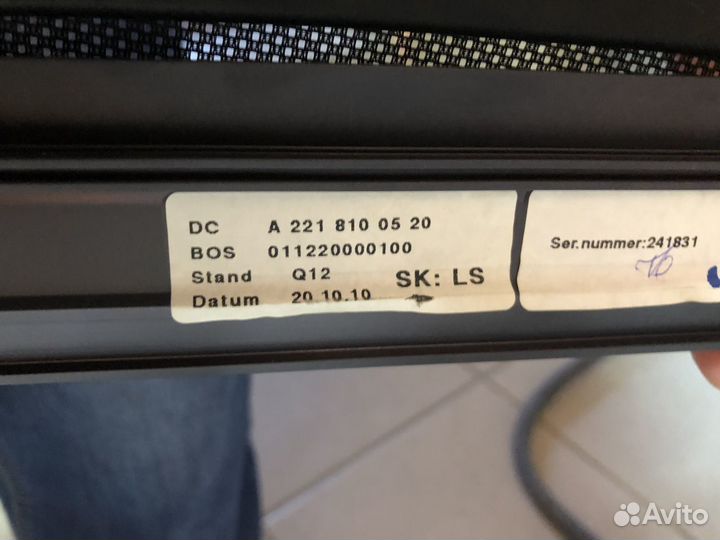 DC A 221 810 05 20
BOS 011220000100
Stand Q12
SK: LS
Datum 20.10.10
Ser.nummer:241831
Avito